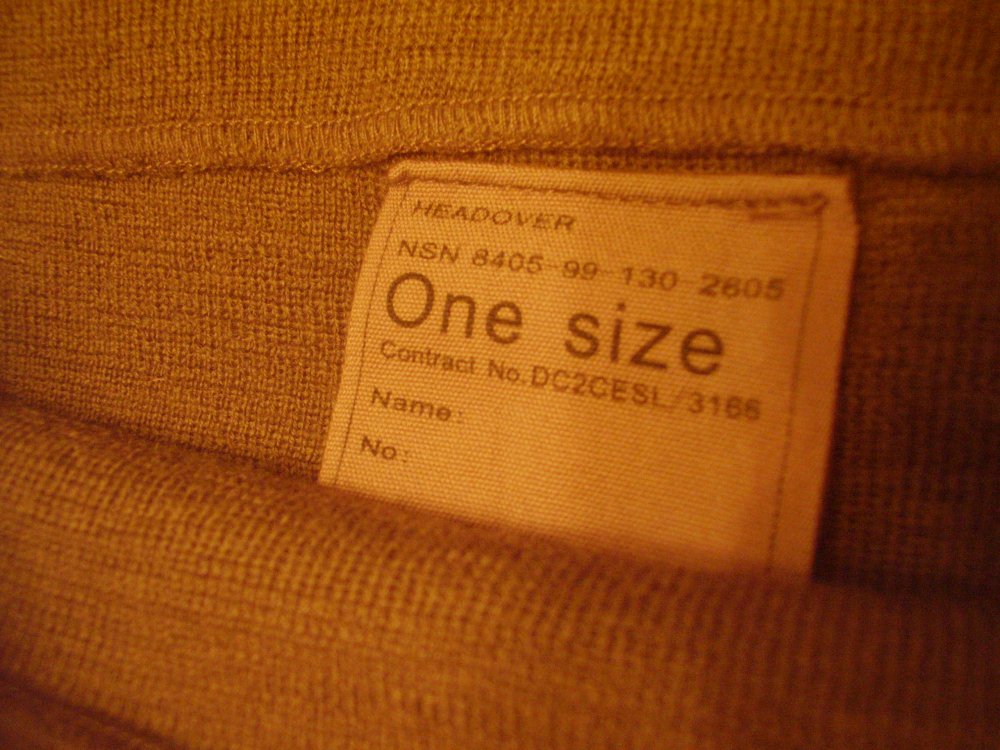 HEADOVER
NSN 8405-99-130-2605
One size
Contract No.DC2CESL/3166
Name:
No: